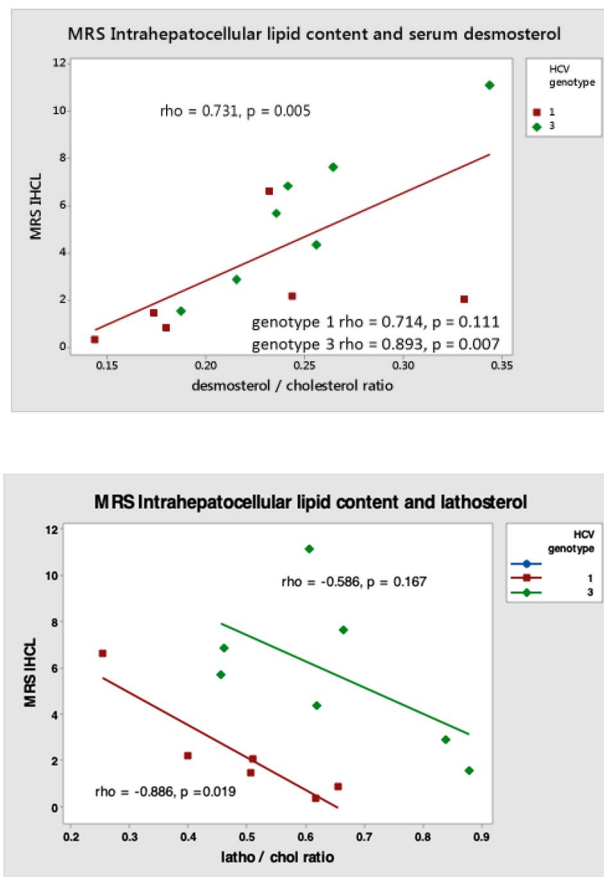 MRS Intrahepatocellular lipid content and serum desmosterol
12
10
8
6
4
2
0
MRS IHCL
rho = 0.731, p = 0.005
genotype 1 rho = 0.714, p = 0.111
genotype 3 rho = 0.893, p = 0.007
0.15 0.20 0.25 0.30 0.35
desmosterol / cholesterol ratio
HCV
genotype
1
3
MRS Intrahepatocellular lipid content and lathosterol
12
10
8
6
4
2
0
MRS IHCL
rho = -0.586, p = 0.167
rho = -0.886, p =0.019
0.2 0.3 0.4 0.5 0.6 0.7 0.8 0.9
latho / chol ratio
HCV
genotype
1
3